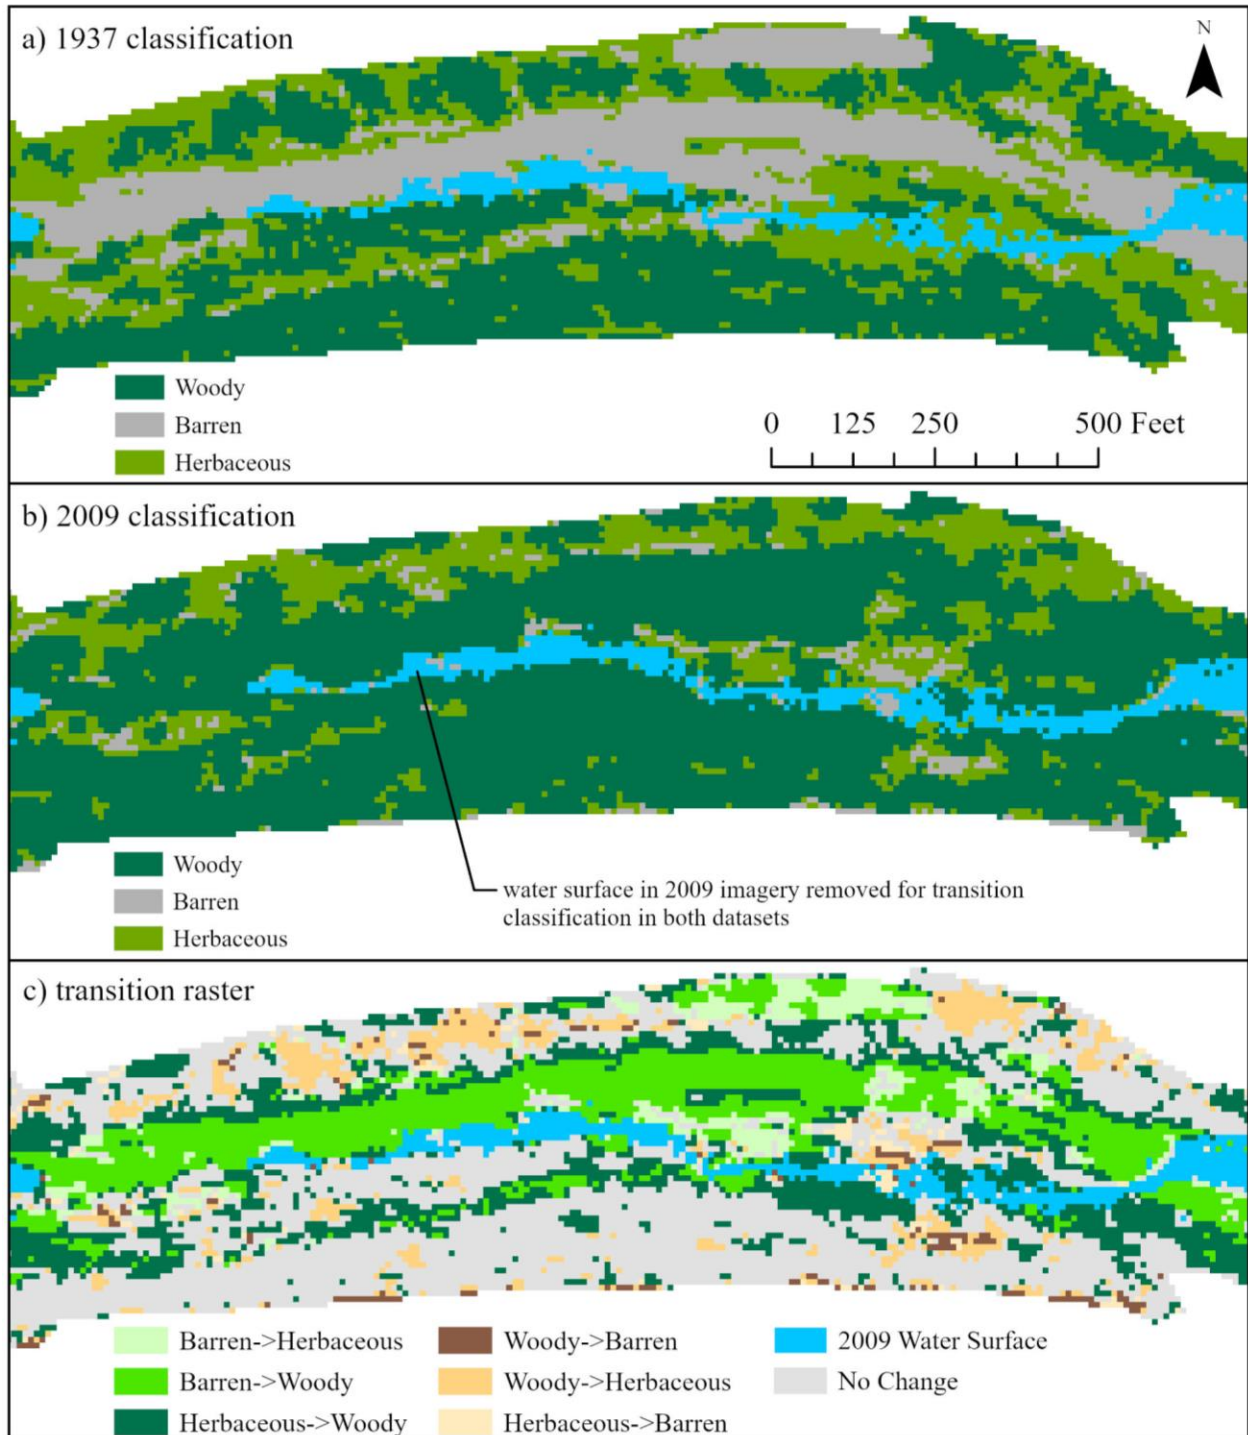 a) 1937 classification
N
Woody
Barren
Herbaceous
0 125 250 500 Feet
b) 2009 classification
Woody
Barren
Herbaceous
water surface in 2009 imagery removed for transition
classification in both datasets
c) transition raster
Barren->Herbaceous
Barren->Woody
Herbaceous->Woody
Woody->Barren
Woody->Herbaceous
Herbaceous->Barren
2009 Water Surface
No Change